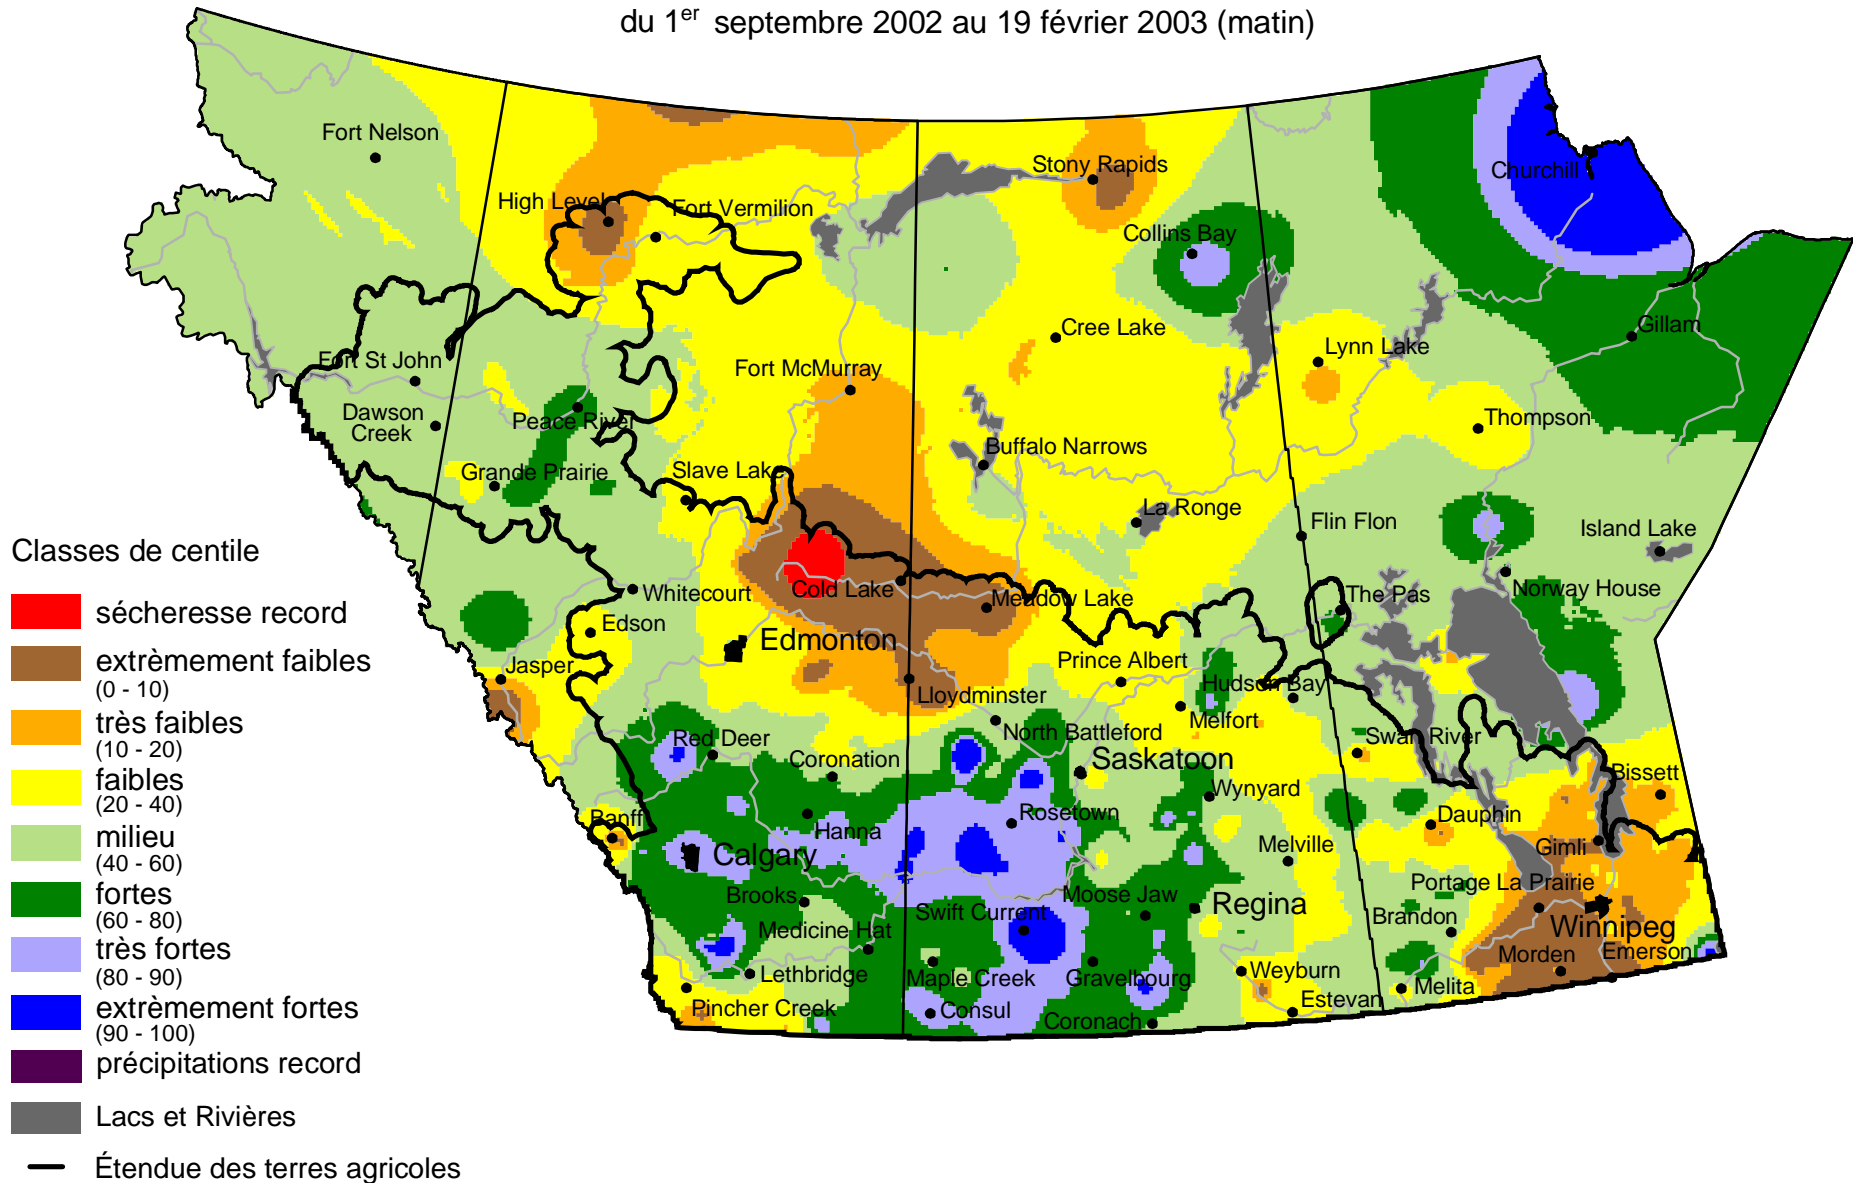 du 1er septembre 2002 au 19 février 2003 (matin)
Fort Nelson
High Level
Fort Vermilion
Stony Rapids
Churchill
Collins Bay
Gillam
Cree Lake
Lynn Lake
Fort St John
Fort McMurray
Dawson
Creek
Peace River
Thompson
Buffalo Narrows
Grande Prairie
Slave Lake
La Ronge
Flin Flon
Island Lake
Whitecourt
Cold Lake
Meadow Lake
The Pas
Norway House
Edson
Edmonton
Jasper
Prince Albert
Lloydminster
Hudson Bay
Melfort
North Battleford
Red Deer
Swan River
Coronation
Saskatoon
Bissett
Wynyard
Banff
Hanna
Rosetown
Dauphin
Calgary
Melville
Gimli
Brooks
Moose Jaw
Portage La Prairie
Swift Current
Regina
Brandon
Medicine Hat
Winnipeg
Morden
Emerson
Lethbridge
Maple Creek
Gravelbourg
Weyburn
Melita
Pincher Creek
Consul
Coronach
Estevan
Classes de centile
sécheresse record
extrèmement faibles
(0 - 10)
très faibles
(10 - 20)
faibles
(20 - 40)
milieu
(40 - 60)
fortes
(60 - 80)
très fortes
(80 - 90)
extrèmement fortes
(90 - 100)
précipitations record
Lacs et Rivières
Étendue des terres agricoles